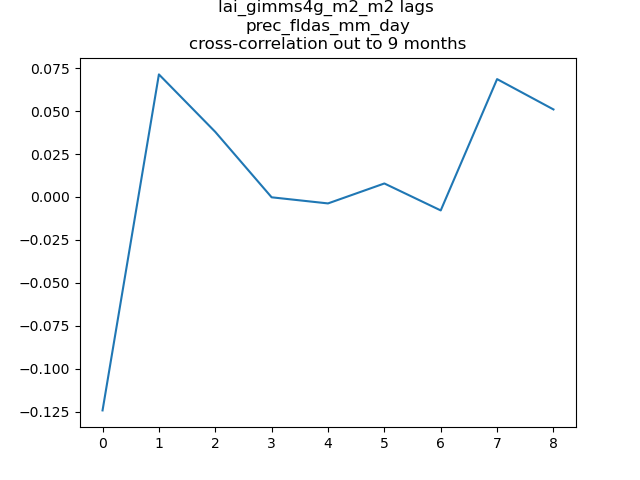 lai_gimms4g_m2_m2 lags
prec_fldas_mm_day
cross-correlation out to 9 months
0.075
0.050
0.025
0.000
−0.025
−0.050
−0.075
−0.100
−0.125
0 1 2 3 4 5 6 7 8